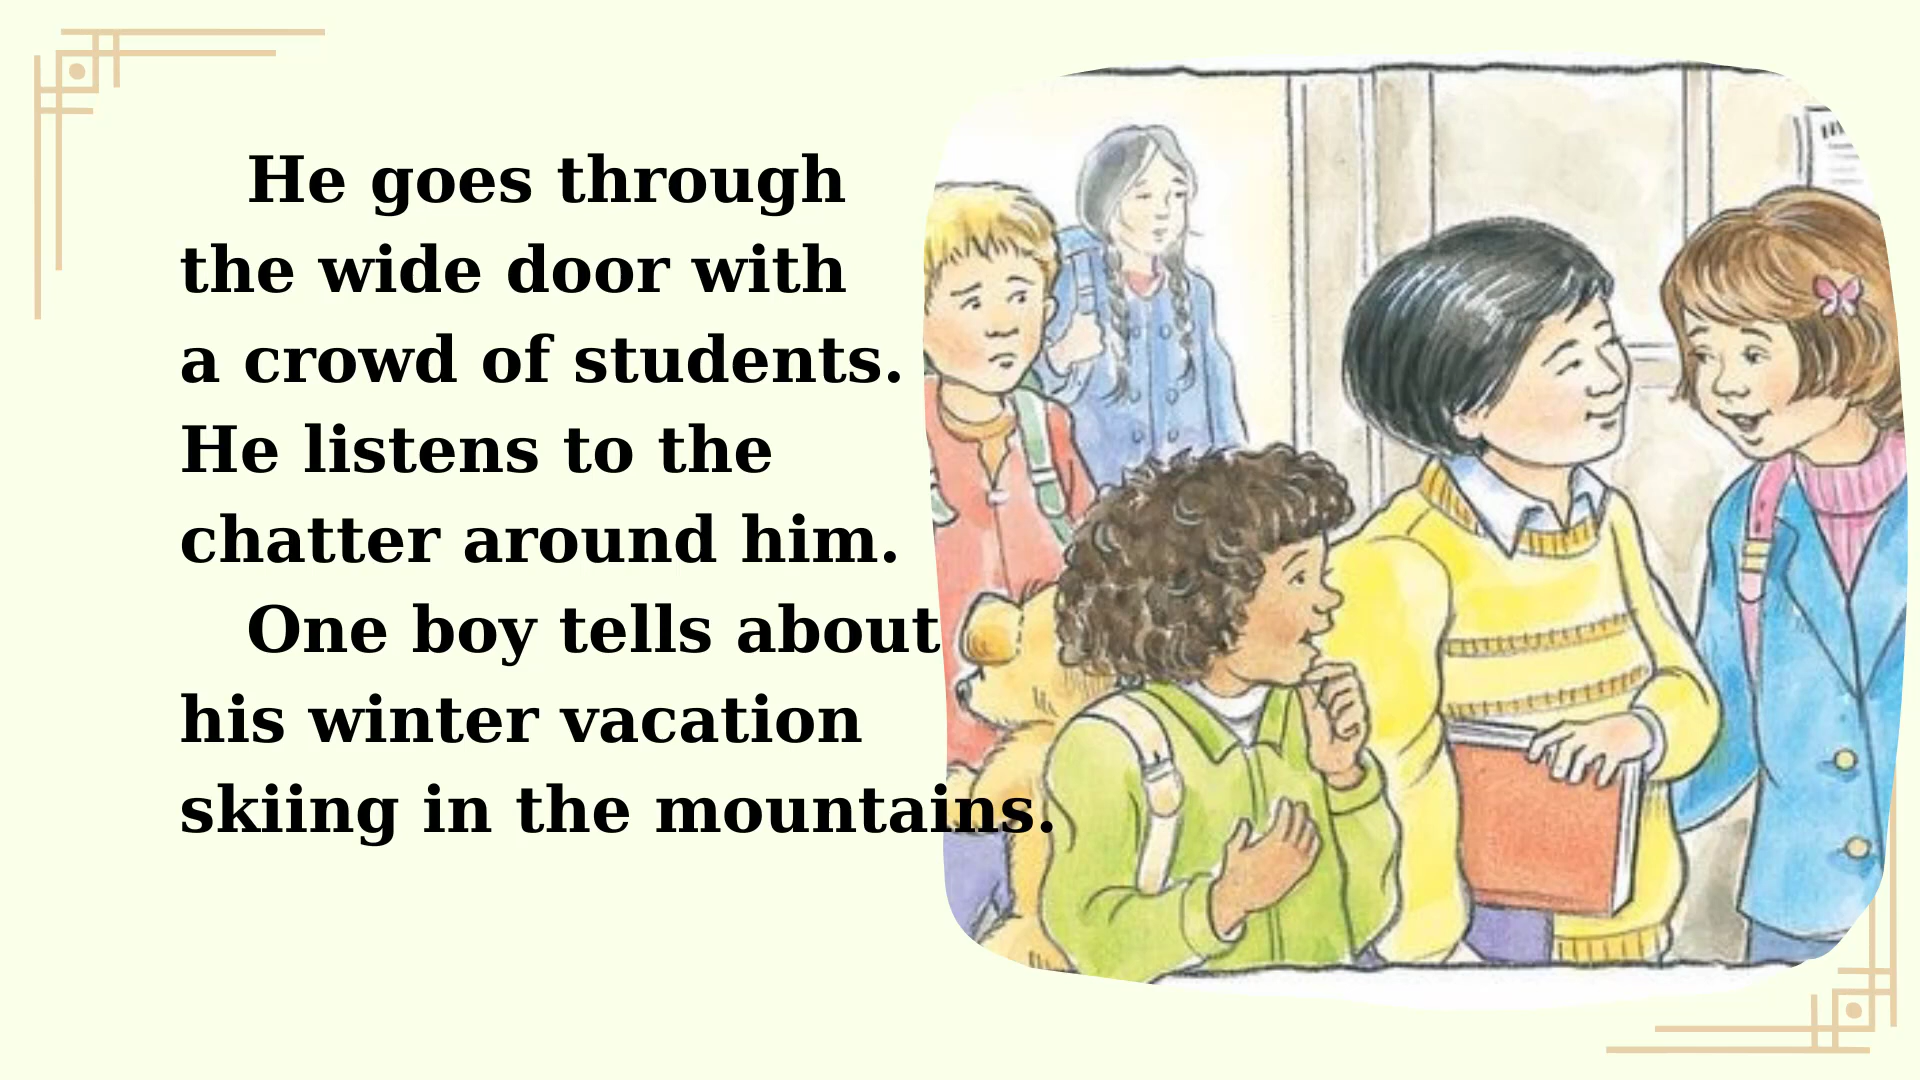 He goes through
the wide door with
a crowd of students.
He listens to the
chatter around him.
One boy tells about
his winter vacation
skiing in the mountains.